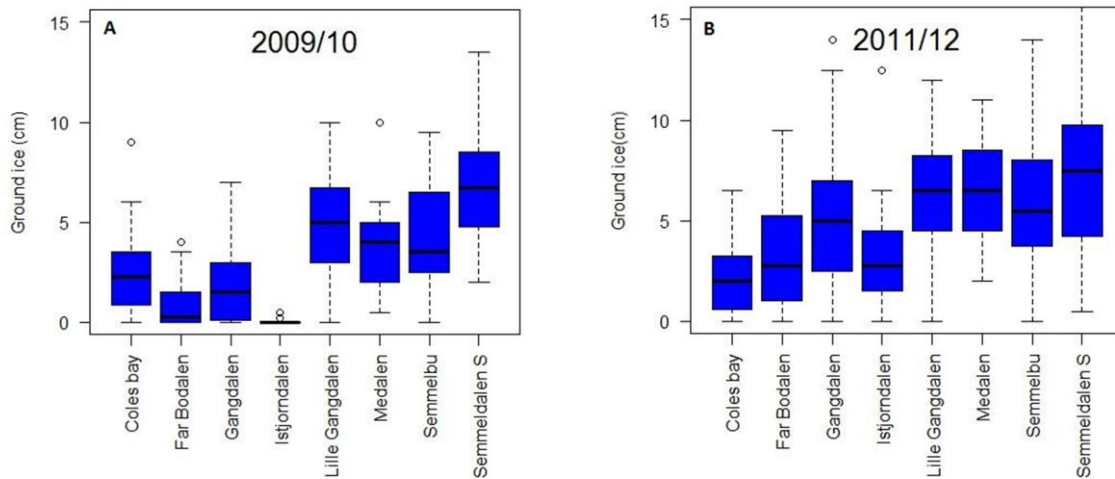 A
2009/10
Ground ice (cm)
15
10
5
0
Coles bay
Far Bodalen
Gangdalen
Istjorndalen
Lille Gangdalen
Medalen
Semmelbu
Semmeldalen S
B
2011/12
Ground ice(cm)
15
10
5
0
Coles bay
Far Bodalen
Gangdalen
Istjorndalen
Lille Gangdalen
Medalen
Semmelbu
Semmeldalen S